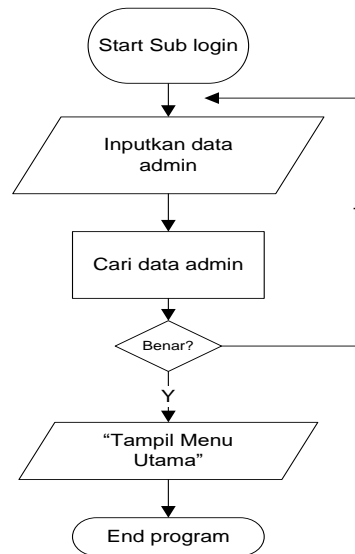 Start Sub login
Inputkan data
admin
Cari data admin
Benar?
Y
“Tampil Menu
Utama”
End program